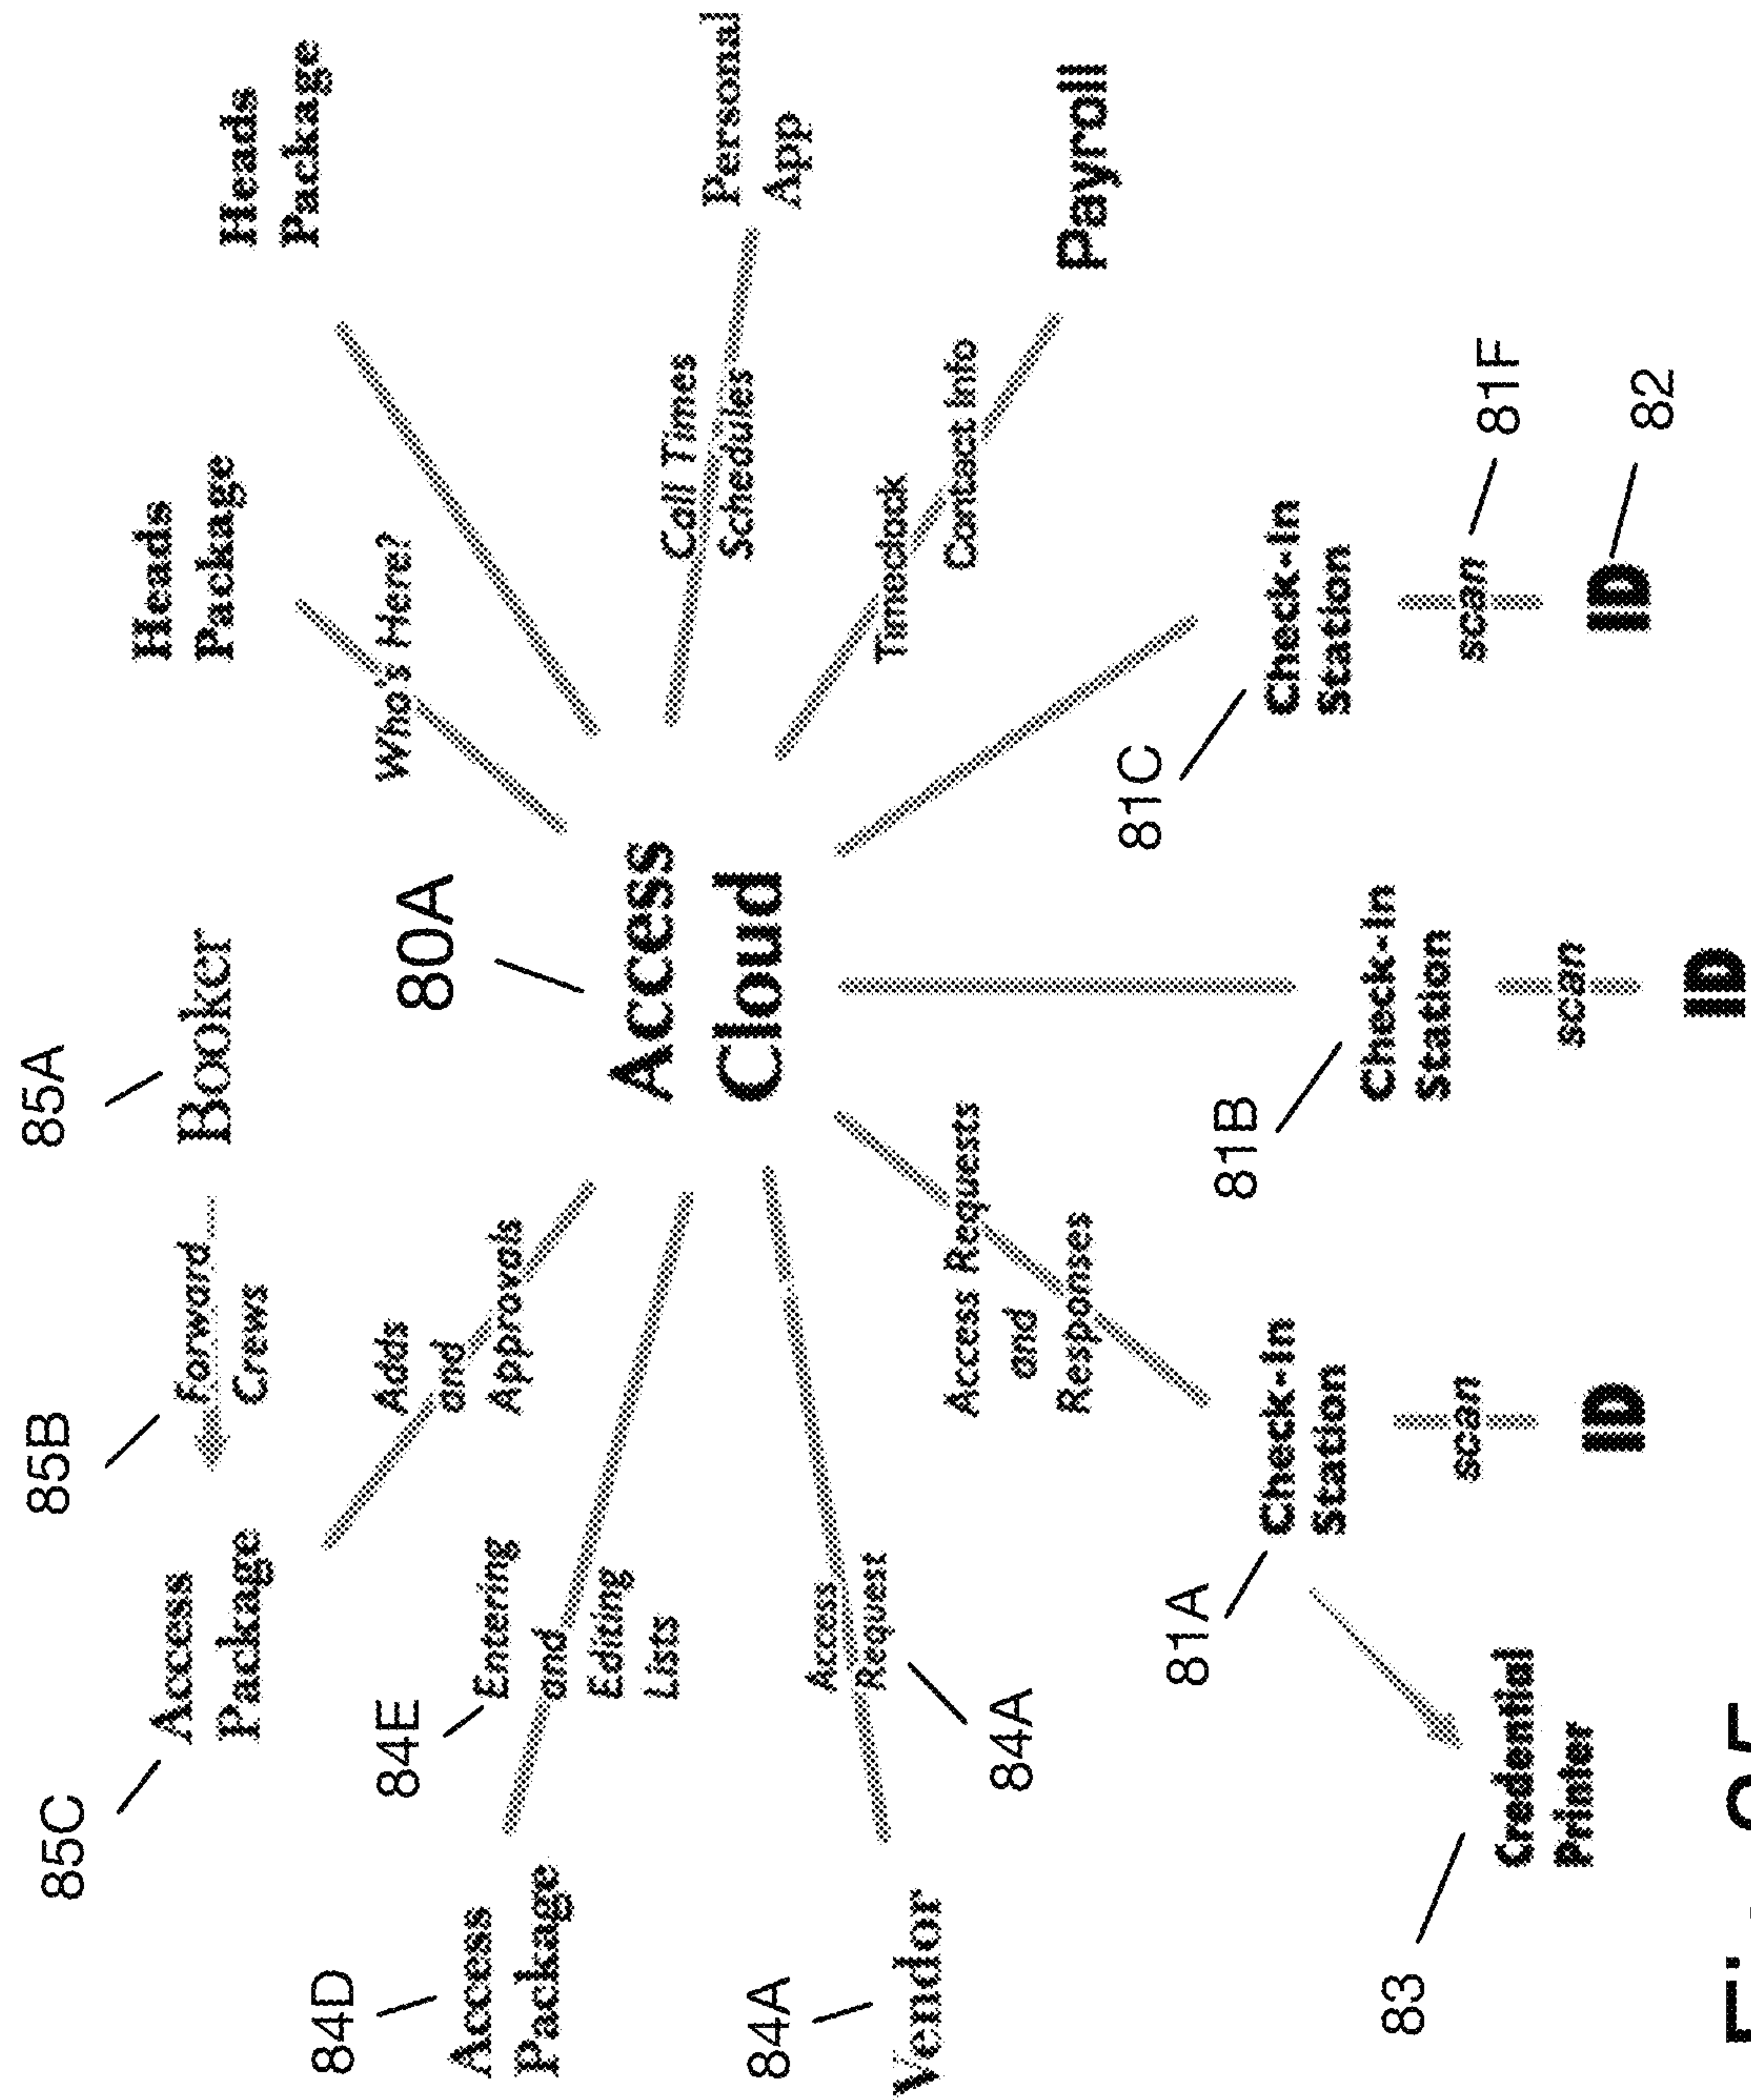 85A
Booker
85B
Forward
Crews
85C
Access
Package
Heads
Package
Heads
Package
80A
Access
Cloud
Who's Here?
Adds
and
Approvals
84D
Access
Package
84E
Entering
and
Editing
Lists
Call Times
Schedules
Personal
App
84A
Vendor
Access
Request
84A
Timeclock
Contact Info
Payroll
Access Requests
and
Responses
81A
Check-In
Station
scan
ID
81B
Check-In
Station
scan
ID
81C
Check-In
Station
scan
81F
ID
82
83
Credential
Printer